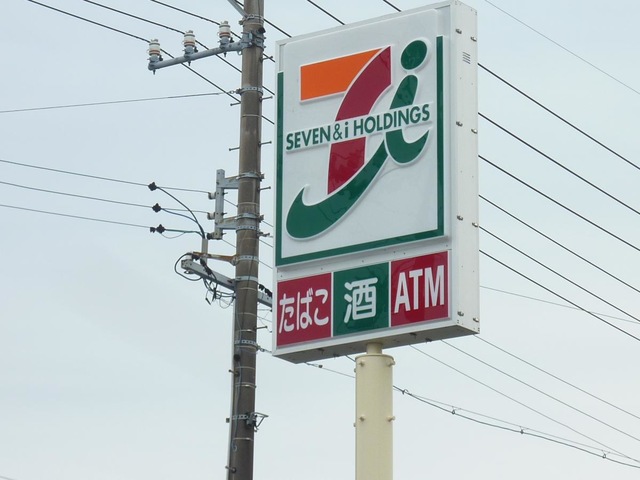 SEVEN & i HOLDINGS
たばこ 酒 ATM